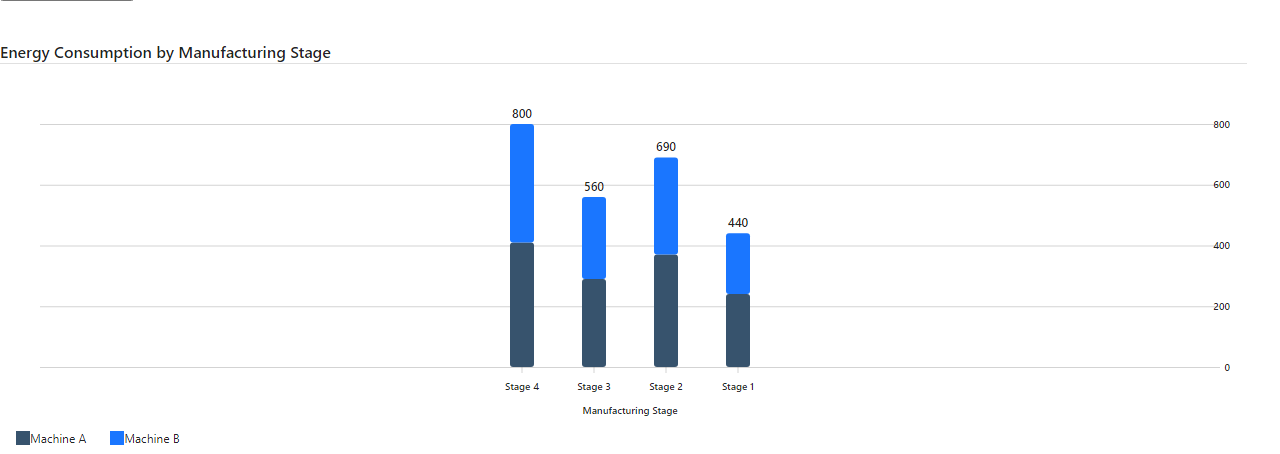 Energy Consumption by Manufacturing Stage
800
690
560
440
800
600
400
200
0
Stage 4 Stage 3 Stage 2 Stage 1
Manufacturing Stage
Machine A Machine B